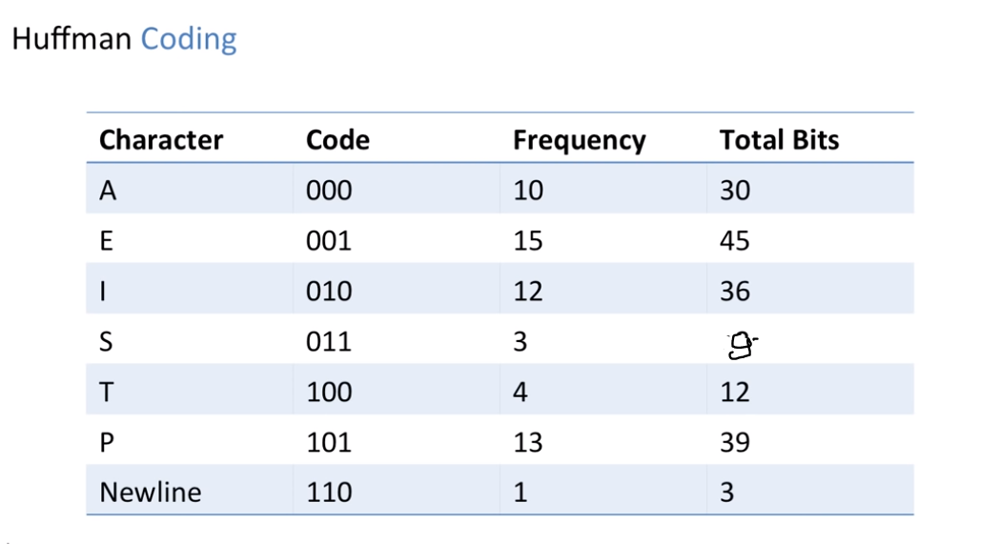 Huffman Coding
Character Code Frequency Total Bits
A 000 10 30
E 001 15 45
I 010 12 36
S 011 3 9
T 100 4 12
P 101 13 39
Newline 110 1 3